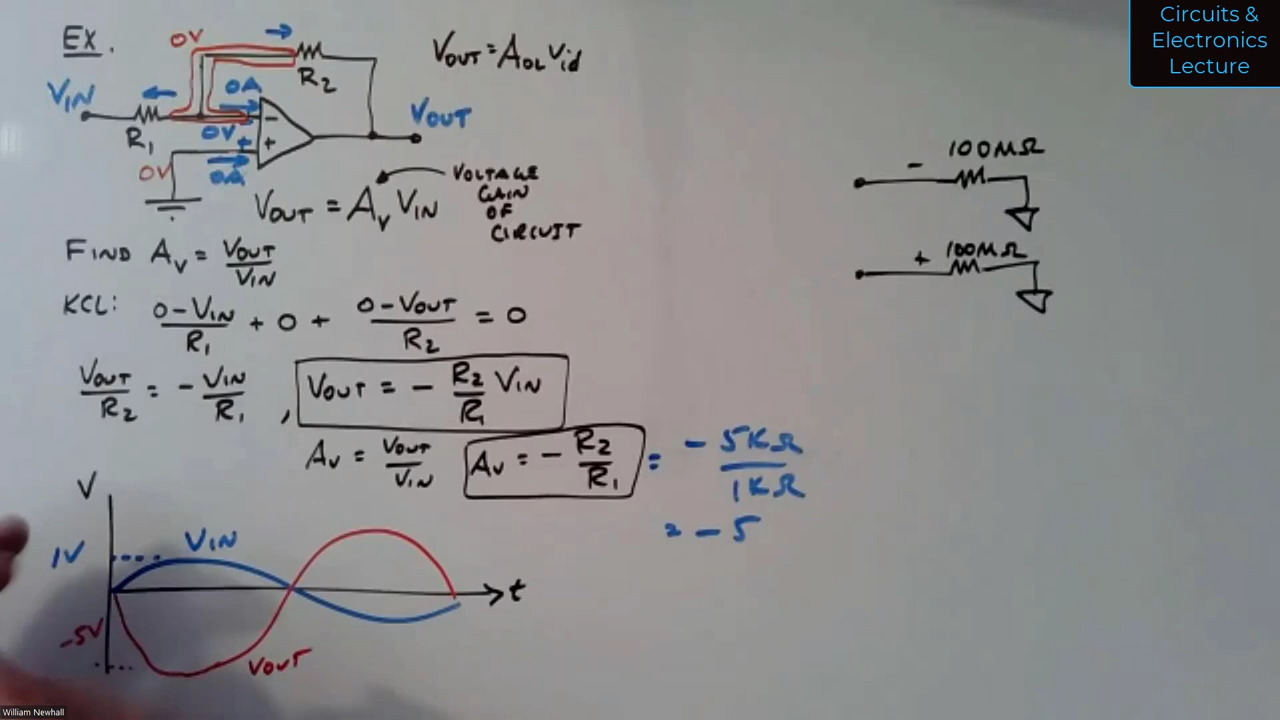 Circuits &
Electronics
Lecture
EX.
0V
R2
VOUT = AOL Vid
VIN
0A
R1
0V
+
-
+
VOUT
0V
0A
VOUT = Av VIN
VOLTAGE
GAIN
OF
CIRCUIT
- 100MΩ
+ 100MΩ
FIND Av = VOUT/VIN
KCL: 0-VIN/R1 + 0 + 0-VOUT/R2 = 0
VOUT/R2 = - VIN/R1 , VOUT = - R2/R1 VIN
Av = VOUT/VIN Av = - R2/R1 = - 5KΩ/1KΩ
= - 5
V
1V
VIN
t
-5V
VOUT
William Newhall